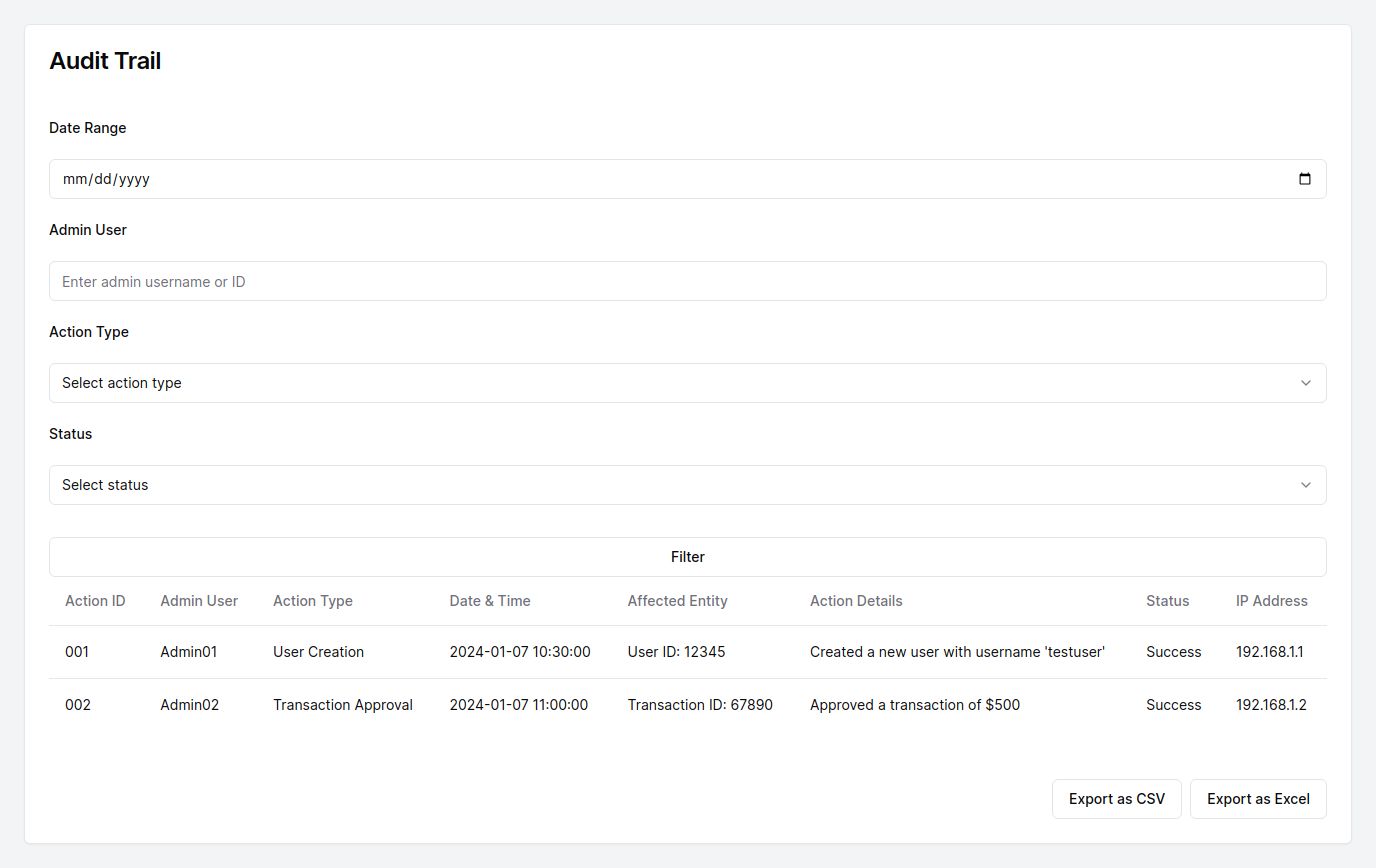 Audit Trail
Date Range
mm/dd/yyyy
Admin User
Enter admin username or ID
Action Type
Select action type
Status
Select status
Filter
Action ID Admin User Action Type Date & Time Affected Entity Action Details Status IP Address
001 Admin01 User Creation 2024-01-07 10:30:00 User ID: 12345 Created a new user with username 'testuser' Success 192.168.1.1
002 Admin02 Transaction Approval 2024-01-07 11:00:00 Transaction ID: 67890 Approved a transaction of $500 Success 192.168.1.2
Export as CSV Export as Excel